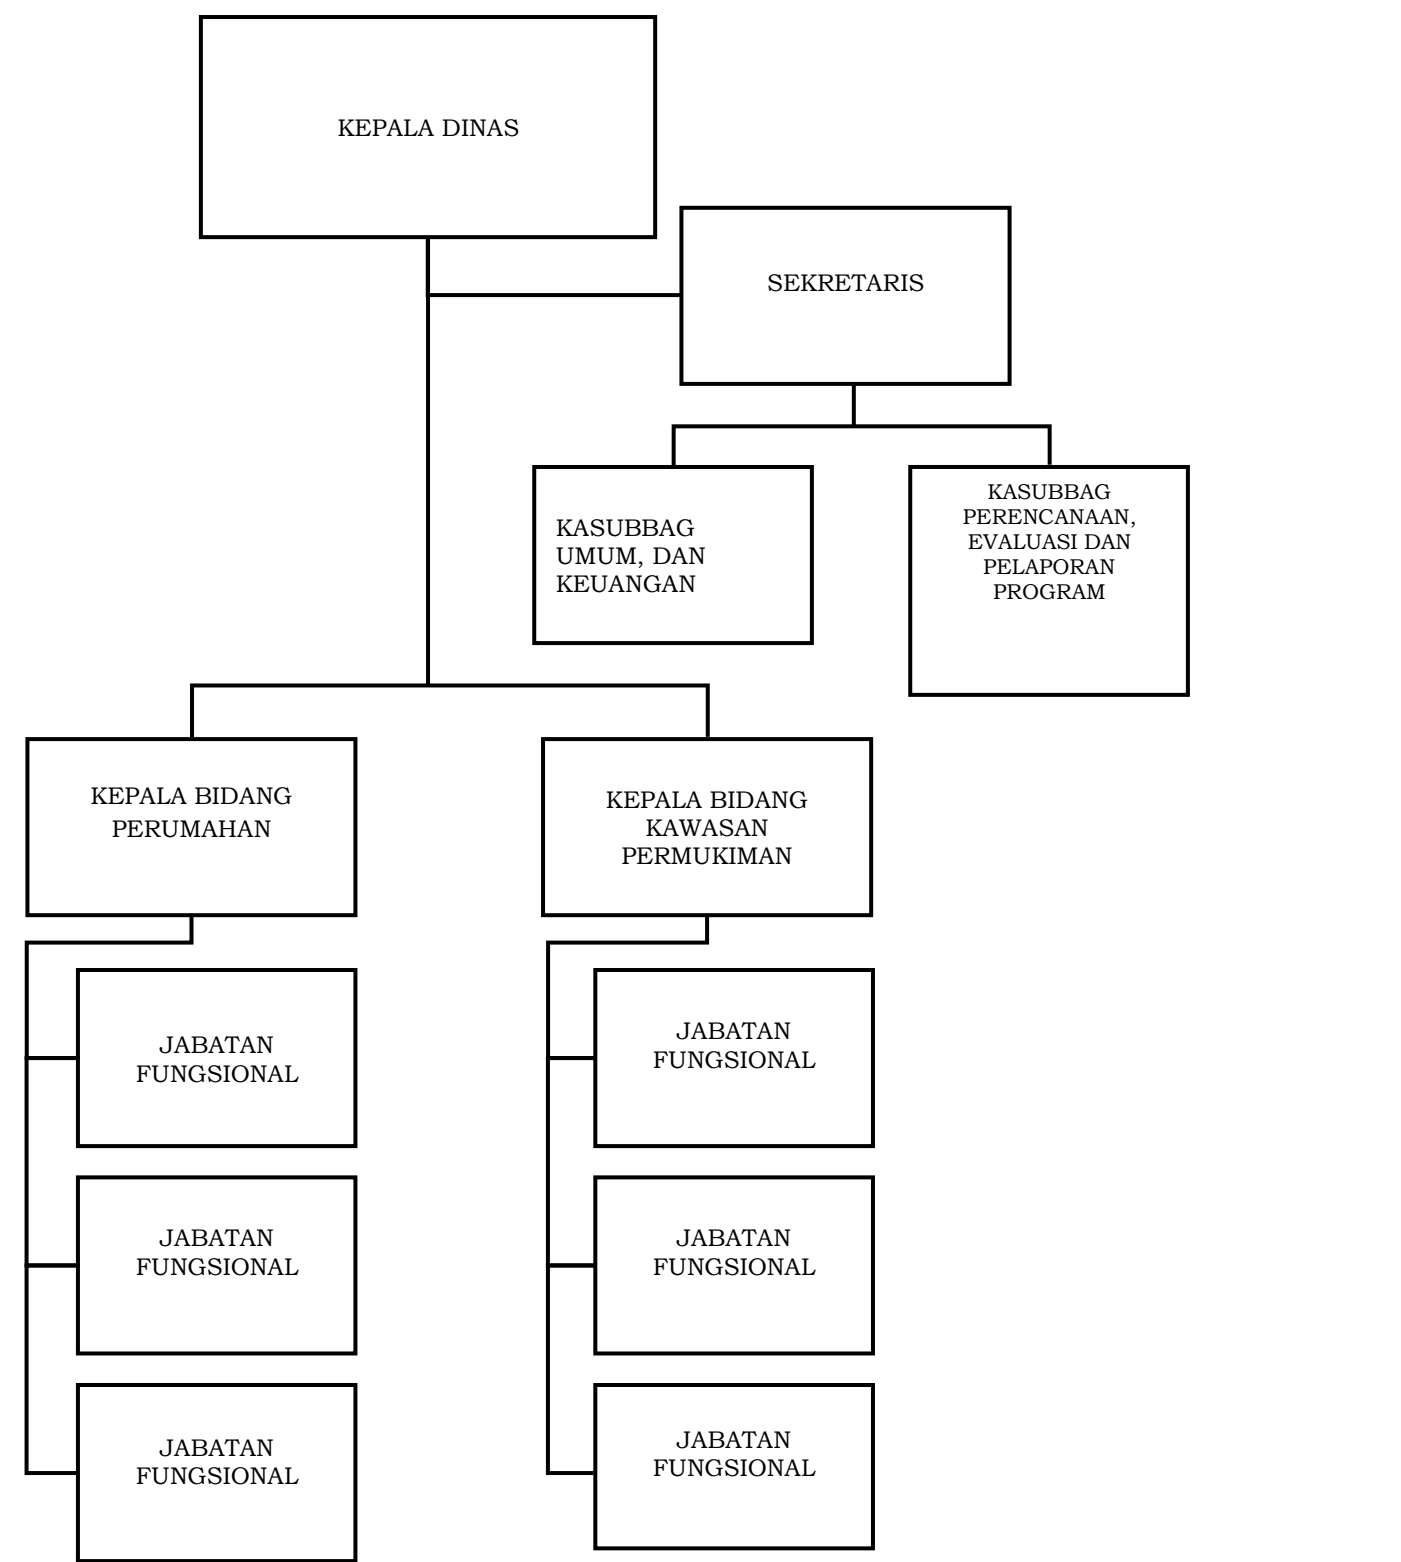 KEPALA DINAS
SEKRETARIS
KASUBBAG
UMUM, DAN
KEUANGAN
KASUBBAG
PERENCANAAN,
EVALUASI DAN
PELAPORAN
PROGRAM
KEPALA BIDANG
PERUMAHAN
KEPALA BIDANG
KAWASAN
PERMUKIMAN
JABATAN
FUNGSIONAL
JABATAN
FUNGSIONAL
JABATAN
FUNGSIONAL
JABATAN
FUNGSIONAL
JABATAN
FUNGSIONAL
JABATAN
FUNGSIONAL